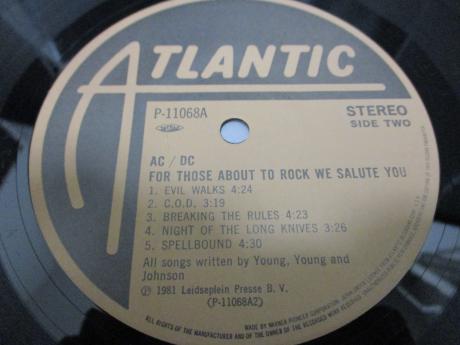 ATLANTIC
P-11068A
STEREO
SIDE TWO
AC / DC
FOR THOSE ABOUT TO ROCK WE SALUTE YOU
1. EVIL WALKS 4:24
2. C.O.D. 3:19
3. BREAKING THE RULES 4:23
4. NIGHT OF THE LONG KNIVES 3:26
5. SPELLBOUND 4:30
All songs written by Young, Young and
Johnson
℗ 1981 Leidseplein Presse B. V.
(P-11068A2)
MADE BY WARNER-PIONEER CORPORATION,
ALL RIGHTS OF THE MANUFACTURER AND OF THE OWNER OF THE RECORDED WORK RESERVED.